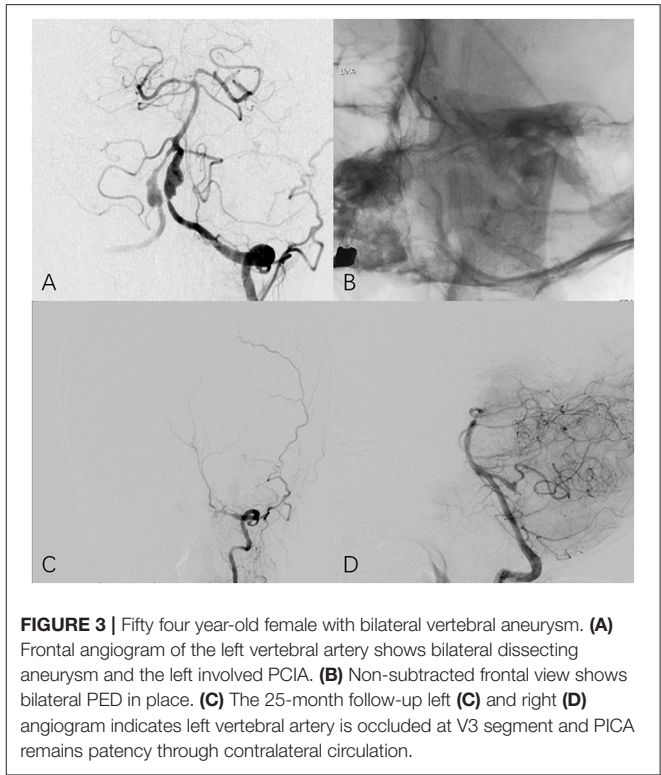 A
LVA
B
C
D
FIGURE 3 | Fifty four year-old female with bilateral vertebral aneurysm. (A)
Frontal angiogram of the left vertebral artery shows bilateral dissecting
aneurysm and the left involved PCIA. (B) Non-subtracted frontal view shows
bilateral PED in place. (C) The 25-month follow-up left (C) and right (D)
angiogram indicates left vertebral artery is occluded at V3 segment and PICA
remains patency through contralateral circulation.